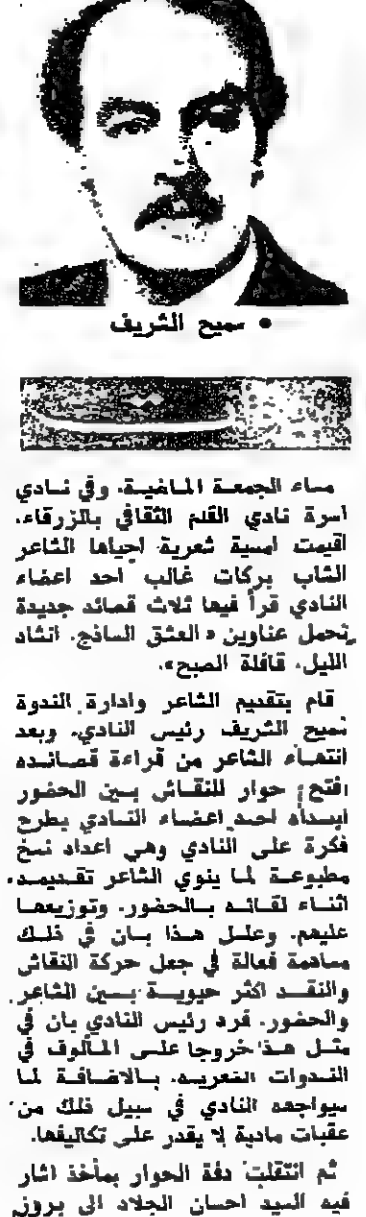 • سميح الشريف
مساء الجمعة الماضية. وفي نادي
اسرة نادي القلم الثقافي بالزرقاء.
اقيمت امسية شعرية احياها الشاعر
الشاب بركات غالب احد اعضاء
النادي قرأ فيها ثلاث قصائد جديدة
تحمل عناوين «العشق الساذج. انشاد
الليل. قافلة الصبح».
قام بتقديم الشاعر وادارة الندوة
سميح الشريف رئيس النادي. وبعد
انتهاء الشاعر من قراءة قصائده
افتح حوار للنقاش بين الحضور
ابتدأه احمد اعضاء النادي بطرح
فكرة على النادي وهي اعداد نسخ
مطبوعة لما ينوي الشاعر تقديمه.
اثناء لقائه بالحضور. وتوزيعها
عليهم. وعلل هذا بان في ذلك
مساهمة فعالة في جعل حركة النقاش
والنقد اكثر حيوية بين الشاعر
والحضور. فرد رئيس النادي بان في
مثل هذا خروجا على المألوف في
الندوات الشعرية. بالاضافة لما
سيواجهه النادي في سبيل ذلك من
عقبات مادية لا يقدر على تكاليفها.
ثم انتقلت دفة الحوار بمأخذ اثار
فيه السيد احسان الجلاد الى بروز